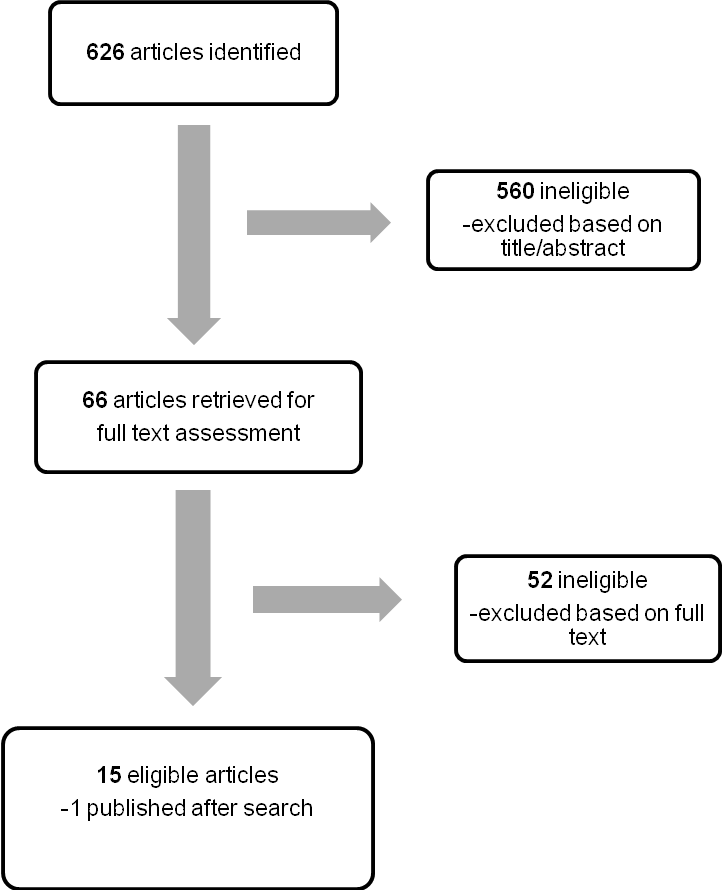 626 articles identified
560 ineligible
-excluded based on
title/abstract
66 articles retrieved for
full text assessment
52 ineligible
-excluded based on full
text
15 eligible articles
-1 published after search